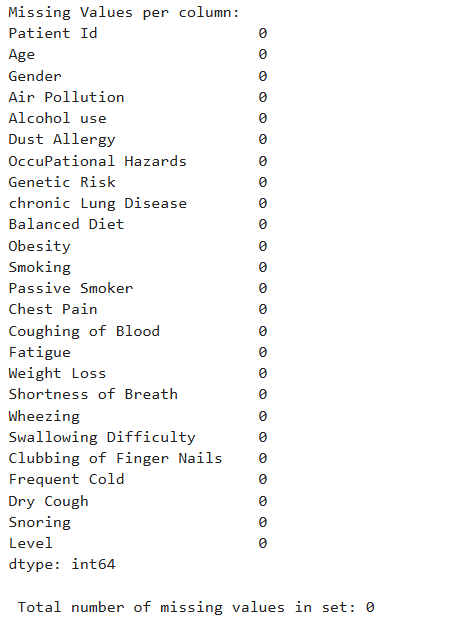 Missing Values per column:
Patient Id                   0
Age                          0
Gender                       0
Air Pollution                0
Alcohol use                  0
Dust Allergy                 0
OccuPational Hazards         0
Genetic Risk                 0
chronic Lung Disease         0
Balanced Diet                0
Obesity                      0
Smoking                      0
Passive Smoker               0
Chest Pain                   0
Coughing of Blood            0
Fatigue                      0
Weight Loss                  0
Shortness of Breath          0
Wheezing                     0
Swallowing Difficulty        0
Clubbing of Finger Nails     0
Frequent Cold                0
Dry Cough                    0
Snoring                      0
Level                        0
dtype: int64
Total number of missing values in set: 0